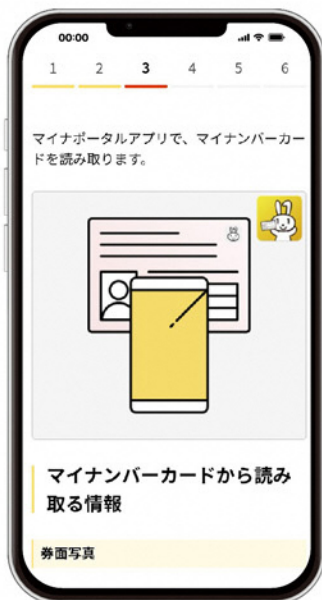 00:00
1 2 3 4 5 6
マイナポータルアプリで、マイナンバーカー
ドを読み取ります。
マイナンバーカードから読み
取る情報
券面写真